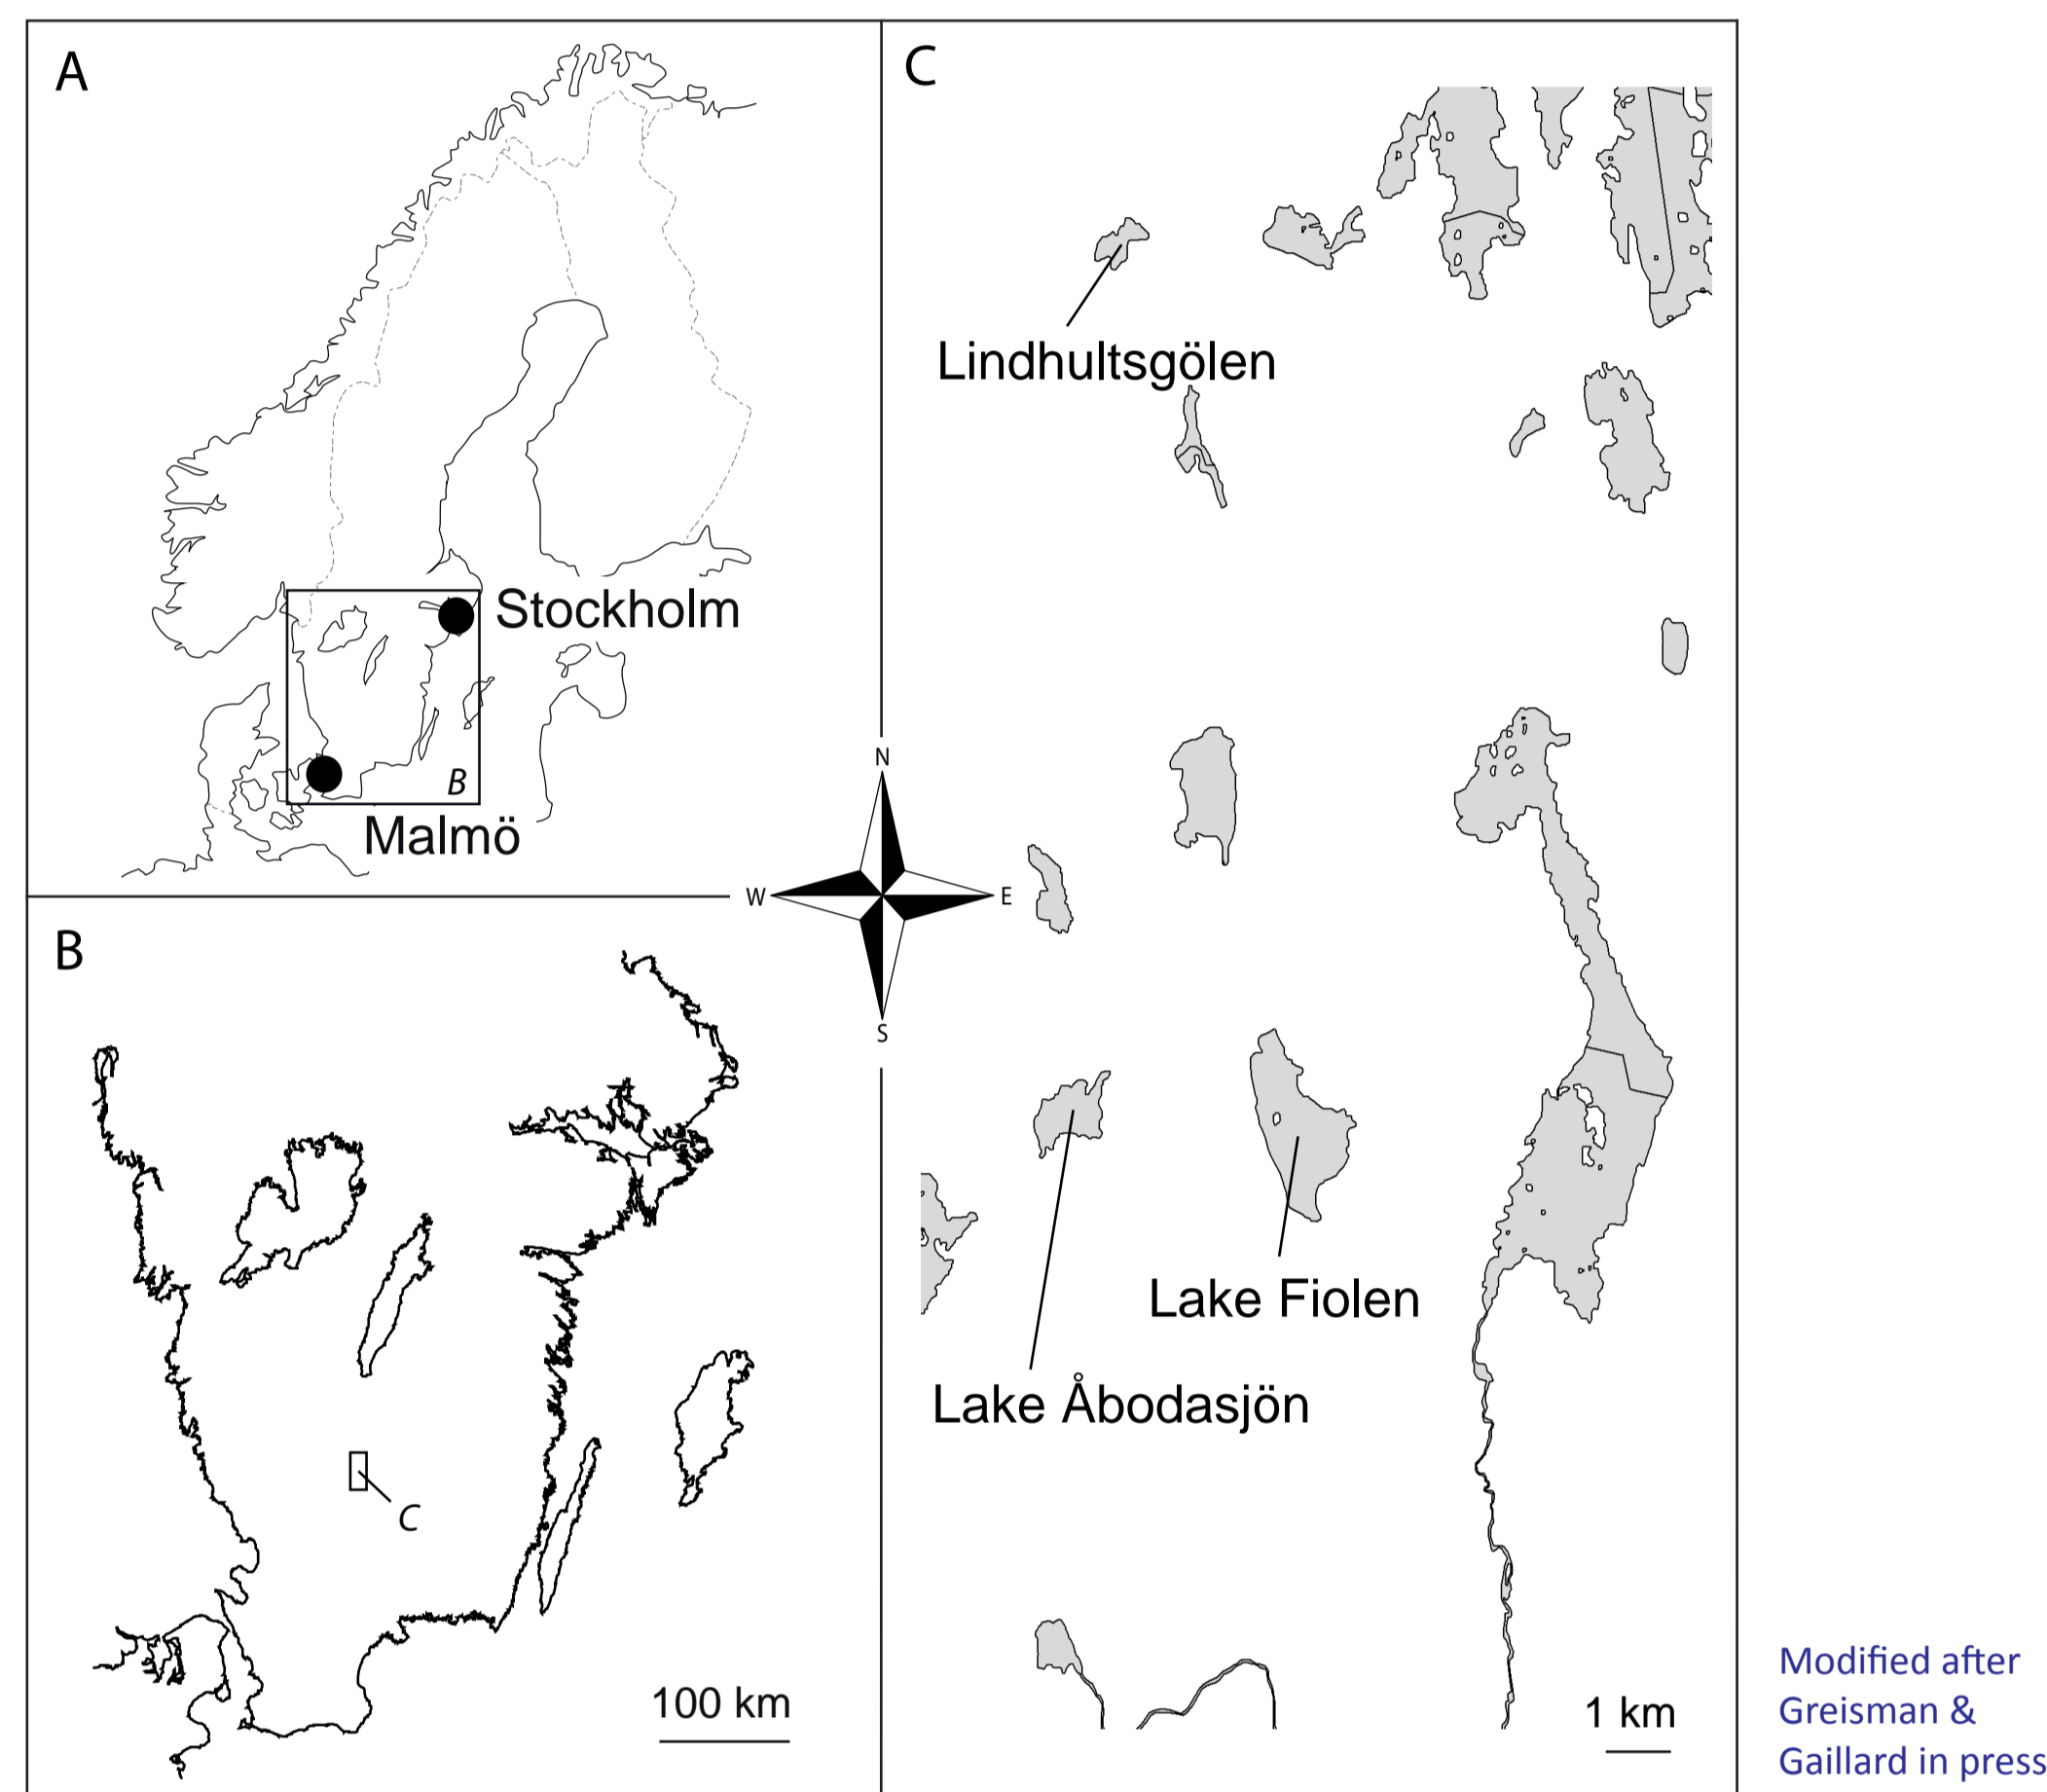 A
Stockholm
B
Malmö
B
C
100 km
N
W
E
S
C
Lindhultsgölen
Lake Fiolen
Lake Åbodasjön
1 km
Modified after
Greisman &
Gaillard in press